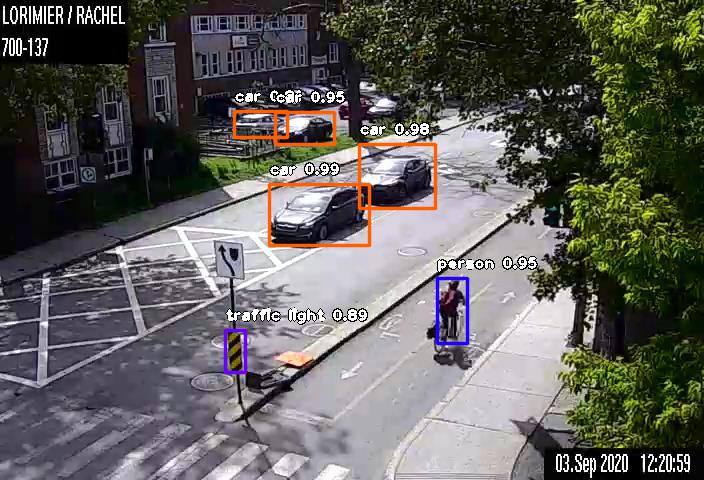 LORIMIER / RACHEL
700-137
car 0.95
car 0.98
car 0.99
person 0.95
traffic light 0.89
03.Sep 2020 12:20:59